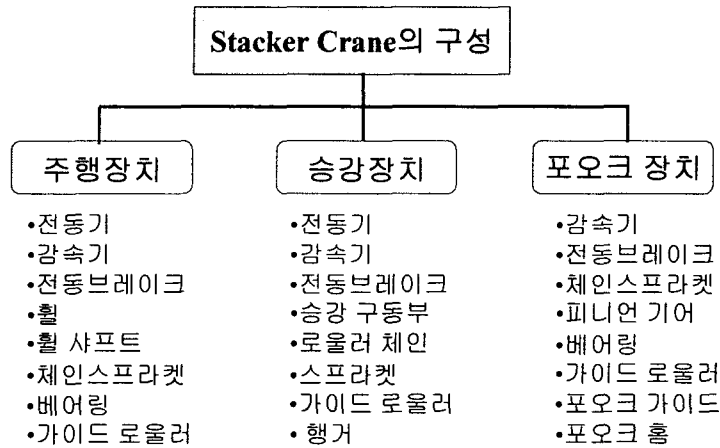 Stacker Crane의 구성
주행장치
•전동기
•감속기
•전동브레이크
•휠
•휠 샤프트
•체인스프라켓
•베어링
•가이드 로울러
승강장치
•전동기
•감속기
•전동브레이크
•승강 구동부
•로울러 체인
•스프라켓
•가이드 로울러
• 행거
포오크 장치
•감속기
•전동브레이크
•체인스프라켓
•피니언 기어
•베어링
•가이드 로울러
•포오크 가이드
•포오크 홈